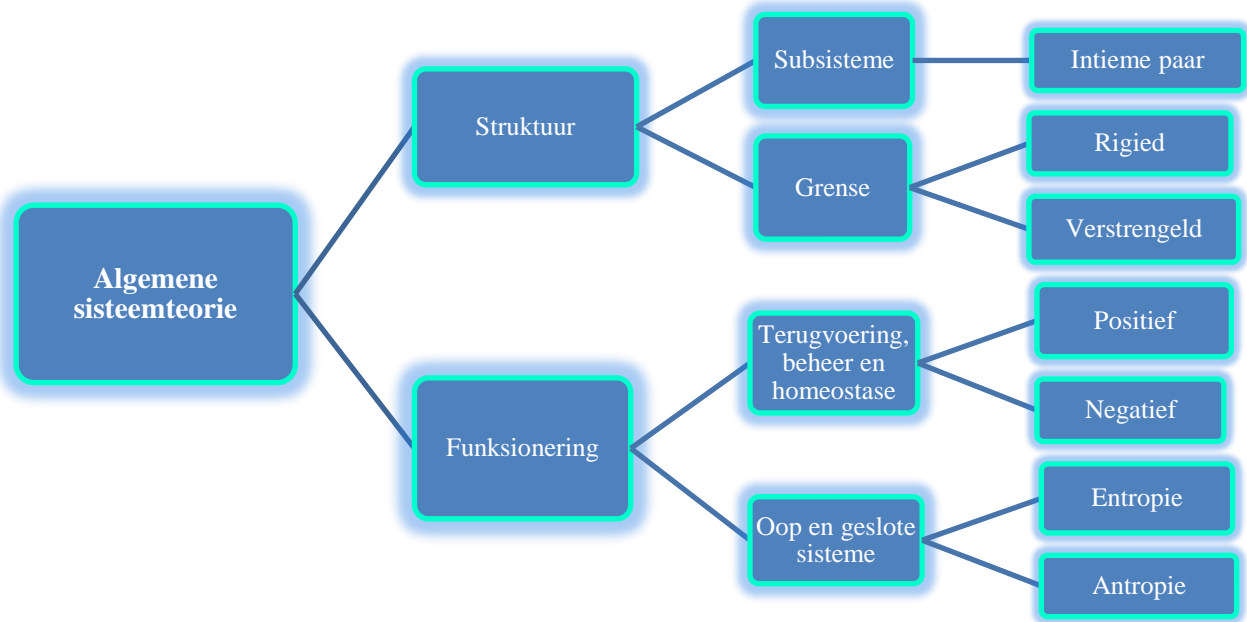 Algemene
sisteemteorie
Struktuur
Subsisteme
Intieme paar
Grense
Rigied
Verstrengeld
Funksionering
Terugvoering,
beheer en
homeostase
Positief
Negatief
Oop en geslote
sisteme
Entropie
Antropie